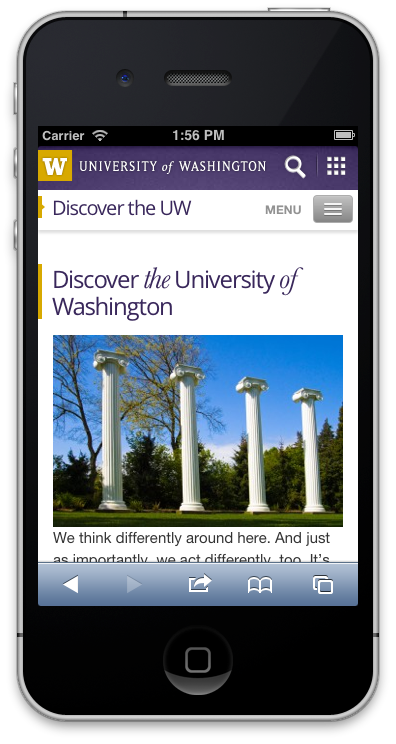 Carrier 1:56 PM
W UNIVERSITY of WASHINGTON
Discover the UW MENU
Discover the University of
Washington
We think differently around here. And just
as importantly, we act differently, too. It's